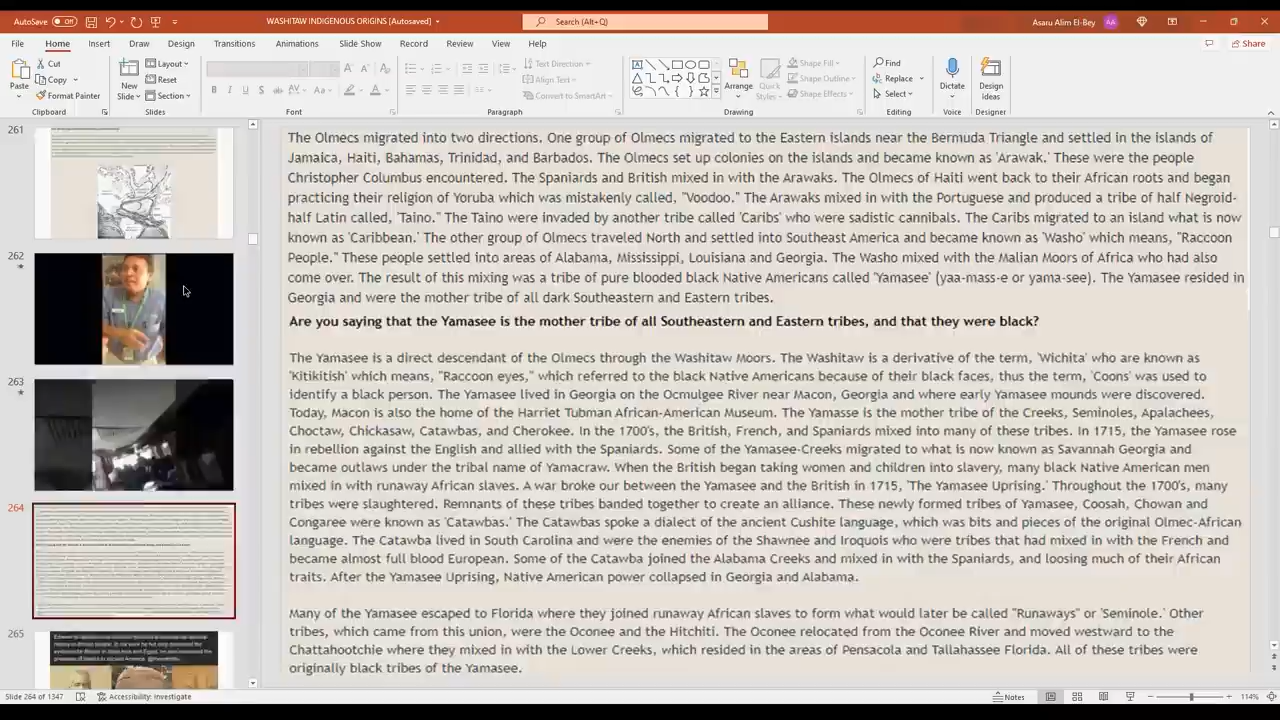 AutoSave Off
WASHITAW INDIGENOUS ORIGINS [Autosaved]
Search (Alt+Q)
Asaru Alim El-Bey
AA
File Home Insert Draw Design Transitions Animations Slide Show Record Review View Help
Share
Paste
Cut
Copy
Format Painter
Clipboard
New Slide
Layout
Reset
Section
Slides
Font
Text Direction
Align Text
Convert to SmartArt
Paragraph
Arrange
Quick Styles
Shape Fill
Shape Outline
Shape Effects
Drawing
Find
Replace
Select
Editing
Dictate
Voice
Design Ideas
Designer
261
262
263
264
265
The Olmecs migrated into two directions. One group of Olmecs migrated to the Eastern islands near the Bermuda Triangle and settled in the islands of
Jamaica, Haiti, Bahamas, Trinidad, and Barbados. The Olmecs set up colonies on the islands and became known as 'Arawak.' These were the people
Christopher Columbus encountered. The Spaniards and British mixed in with the Arawaks. The Olmecs of Haiti went back to their African roots and began
practicing their religion of Yoruba which was mistakenly called, "Voodoo." The Arawaks mixed in with the Portuguese and produced a tribe of half Negroid-
half Latin called, 'Taino." The Taino were invaded by another tribe called 'Caribs' who were sadistic cannibals. The Caribs migrated to an island what is now
known as 'Caribbean.' The other group of Olmecs traveled North and settled into Southeast America and became known as 'Washo' which means, "Raccoon
People." These people settled into areas of Alabama, Mississippi, Louisiana and Georgia. The Washo mixed with the Malian Moors of Africa who had also
come over. The result of this mixing was a tribe of pure blooded black Native Americans called 'Yamasee' (yaa-mass-e or yama-see). The Yamasee resided in
Georgia and were the mother tribe of all dark Southeastern and Eastern tribes.
Are you saying that the Yamasee is the mother tribe of all Southeastern and Eastern tribes, and that they were black?
The Yamasee is a direct descendant of the Olmecs through the Washitaw Moors. The Washitaw is a derivative of the term, 'Wichita' who are known as
'Kitikitish' which means, "Raccoon eyes," which referred to the black Native Americans because of their black faces, thus the term, 'Coons' was used to
identify a black person. The Yamasee lived in Georgia on the Ocmulgee River near Macon, Georgia and where early Yamasee mounds were discovered.
Today, Macon is also the home of the Harriet Tubman African-American Museum. The Yamasse is the mother tribe of the Creeks, Seminoles, Apalachees,
Choctaw, Chickasaw, Catawbas, and Cherokee. In the 1700's, the British, French, and Spaniards mixed into many of these tribes. In 1715, the Yamasee rose
in rebellion against the English and allied with the Spaniards. Some of the Yamasee-Creeks migrated to what is now known as Savannah Georgia and
became outlaws under the tribal name of Yamacraw. When the British began taking women and children into slavery, many black Native American men
mixed in with runaway African slaves. A war broke our between the Yamasee and the British in 1715, 'The Yamasee Uprising.' Throughout the 1700's, many
tribes were slaughtered. Remnants of these tribes banded together to create an alliance. These newly formed tribes of Yamasee, Coosah, Chowan and
Congaree were known as 'Catawbas.' The Catawbas spoke a dialect of the ancient Cushite language, which was bits and pieces of the original Olmec-African
language. The Catawba lived in South Carolina and were the enemies of the Shawnee and Iroquois who were tribes that had mixed in with the French and
became almost full blood European. Some of the Catawba joined the Alabama Creeks and mixed with the Spaniards, and loosing much of their African
traits. After the Yamasee Uprising, Native American power collapsed in Georgia and Alabama.
Many of the Yamasee escaped to Florida where they joined runaway African slaves to form what would later be called "Runaways" or 'Seminole.' Other
tribes, which came from this union, were the Oconee and the Hitchiti. The Oconee relocated from the Oconee River and moved westward to the
Chattahootchie where they mixed in with the Lower Creeks, which resided in the areas of Pensacola and Tallahassee Florida. All of these tribes were
originally black tribes of the Yamasee.
Slide 264 of 1347
Accessibility: Investigate
Notes
114%